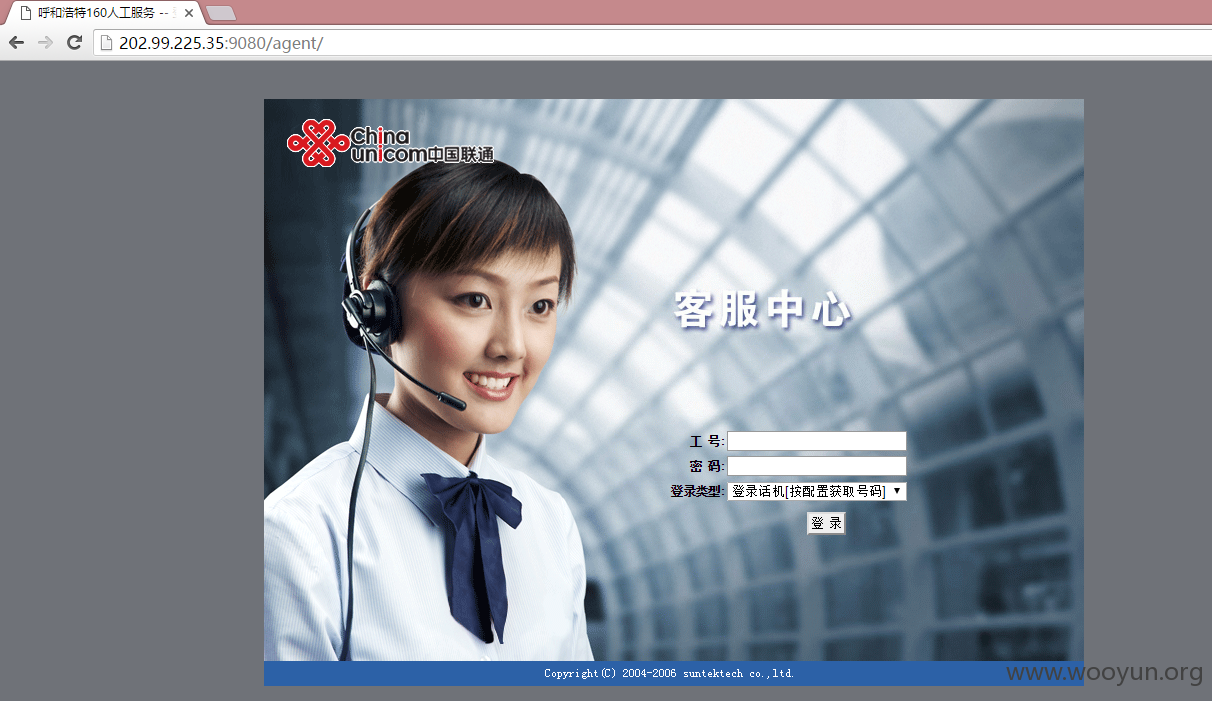 呼和浩特160人工服务 --
202.99.225.35:9080/agent/
China
unicom中国联通
客服中心
工 号:
密 码:
登录类型: 登录话机[按配置获取号码]
登 录
Copyright(C) 2004-2006 suntektech co.,ltd.
www.wooyun.org